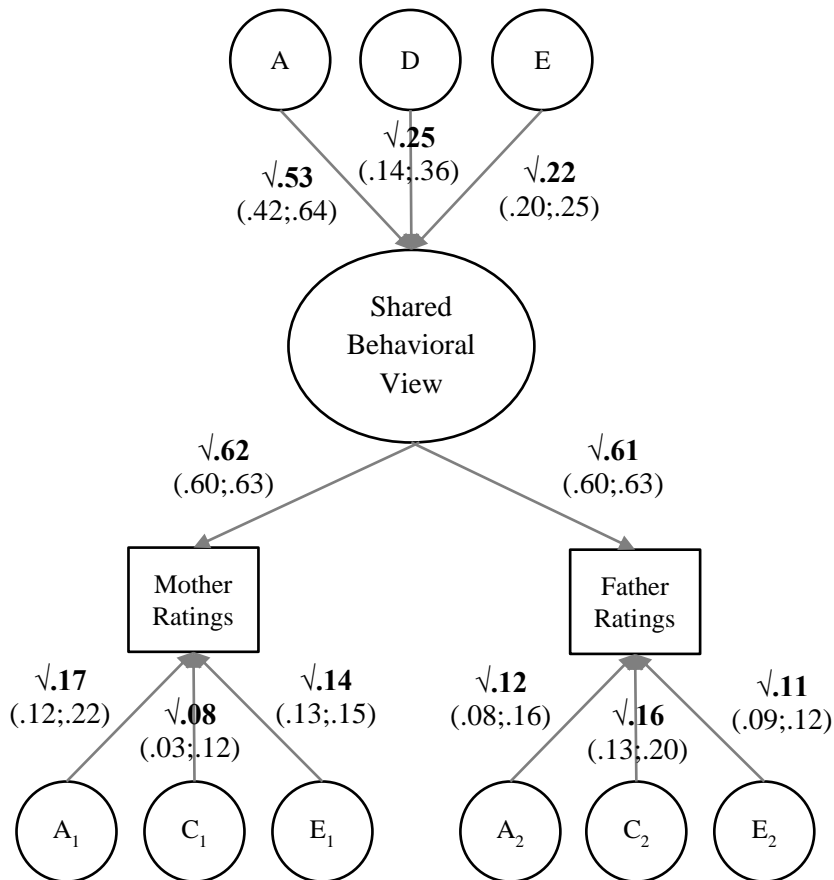 A
D
E
√.53
(.42;.64)
√.25
(.14;.36)
√.22
(.20;.25)
Shared
Behavioral
View
√.62
(.60;.63)
√.61
(.60;.63)
Mother
Ratings
Father
Ratings
√.17
(.12;.22)
√.08
(.03;.12)
√.14
(.13;.15)
√.12
(.08;.16)
√.16
(.13;.20)
√.11
(.09;.12)
A₁
C₁
E₁
A₂
C₂
E₂